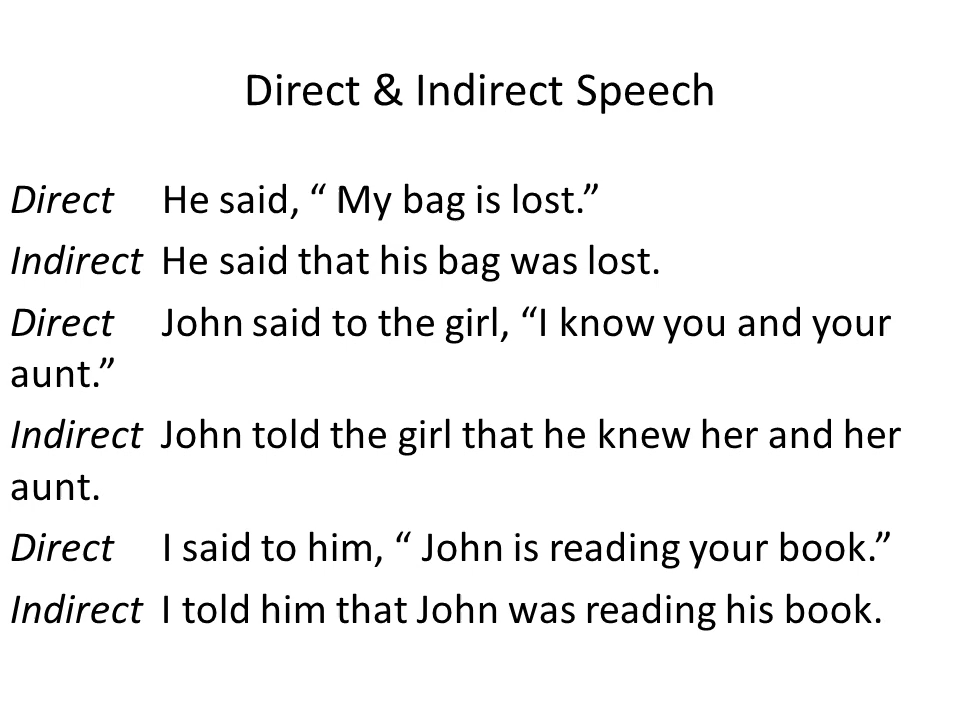 Direct & Indirect Speech
Direct He said, “ My bag is lost.”
Indirect He said that his bag was lost.
Direct John said to the girl, “I know you and your
aunt.”
Indirect John told the girl that he knew her and her
aunt.
Direct I said to him, “ John is reading your book.”
Indirect I told him that John was reading his book.